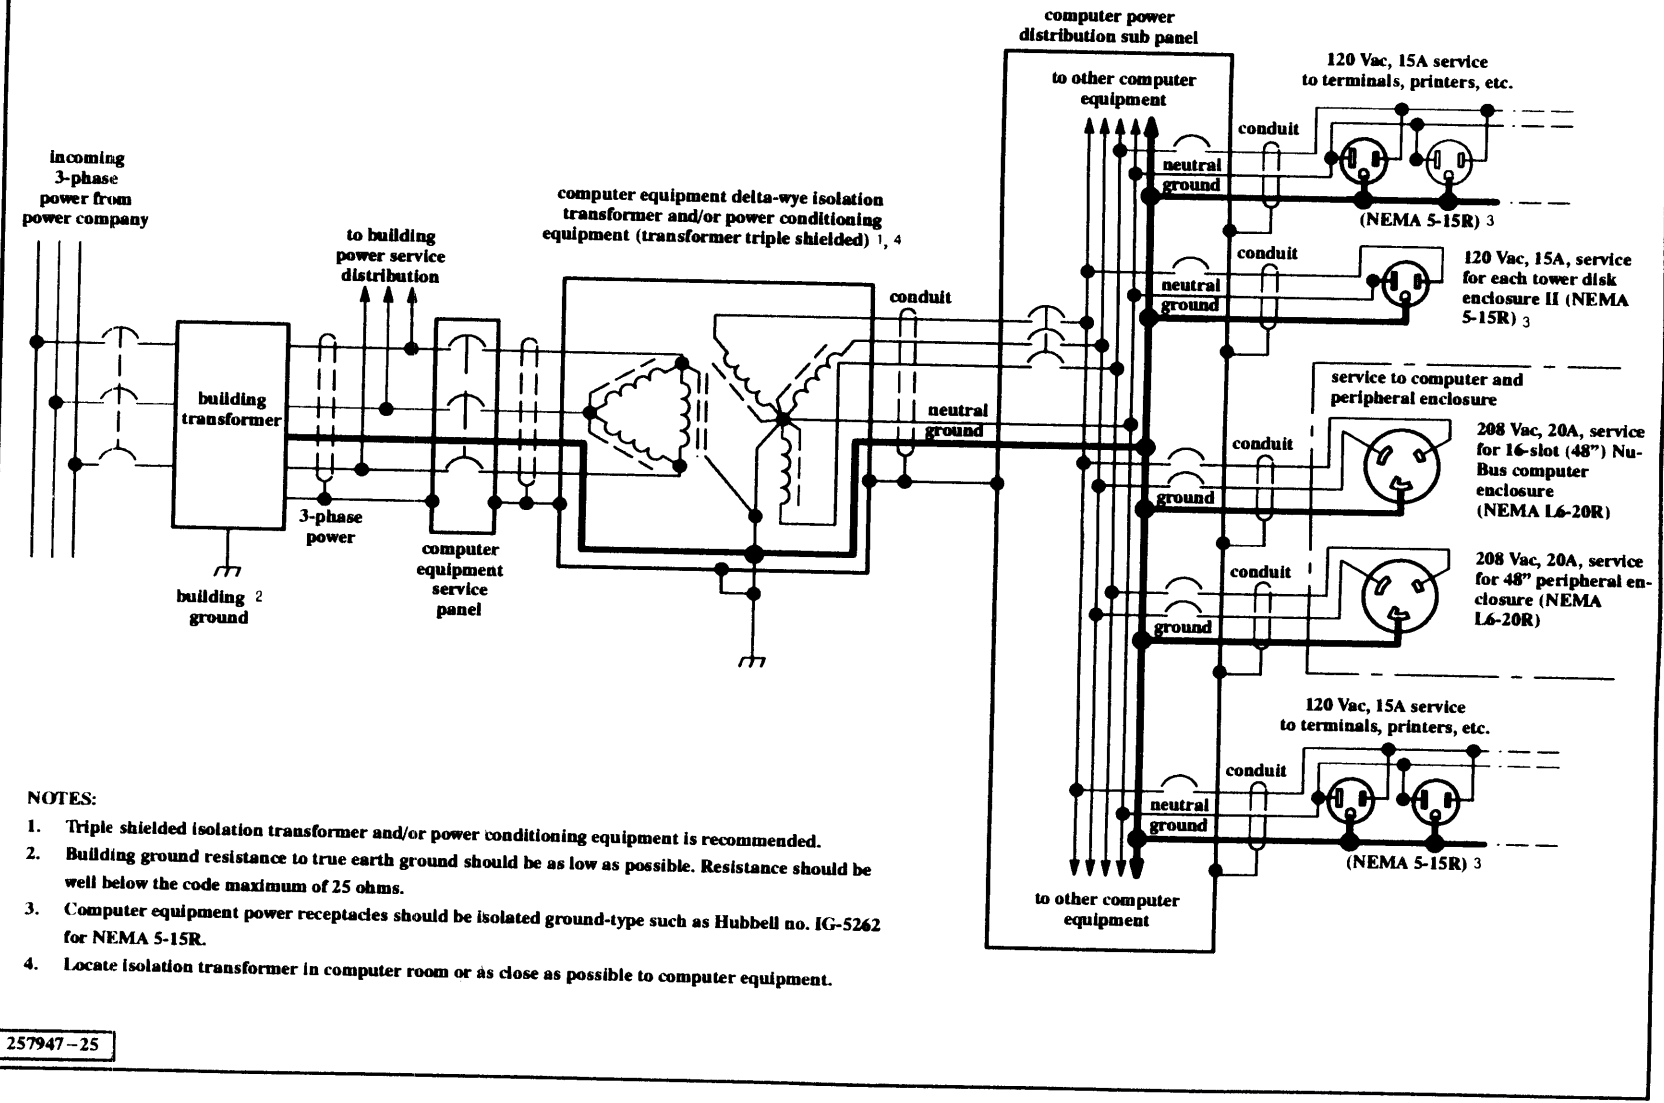 computer power
distribution sub panel
to other computer
equipment
120 Vac, 15A service
to terminals, printers, etc.
conduit
neutral
ground
(NEMA 5-15R) 3
incoming
3-phase
power from
power company
to building
power service
distribution
computer equipment delta-wye isolation
transformer and/or power conditioning
equipment (transformer triple shielded) 1, 4
conduit
conduit
neutral
ground
120 Vac, 15A, service
for each tower disk
enclosure II (NEMA
5-15R) 3
building
transformer
neutral
ground
service to computer and
peripheral enclosure
conduit
ground
208 Vac, 20A, service
for 16-slot (48") Nu-
Bus computer
enclosure
(NEMA L6-20R)
3-phase
power
computer
equipment
service
panel
building 2
ground
conduit
ground
208 Vac, 20A, service
for 48" peripheral en-
closure (NEMA
L6-20R)
120 Vac, 15A service
to terminals, printers, etc.
conduit
neutral
ground
(NEMA 5-15R) 3
to other computer
equipment
NOTES:
1. Triple shielded isolation transformer and/or power conditioning equipment is recommended.
2. Building ground resistance to true earth ground should be as low as possible. Resistance should be
well below the code maximum of 25 ohms.
3. Computer equipment power receptacles should be isolated ground-type such as Hubbell no. IG-5262
for NEMA 5-15R.
4. Locate isolation transformer in computer room or as close as possible to computer equipment.
257947-25